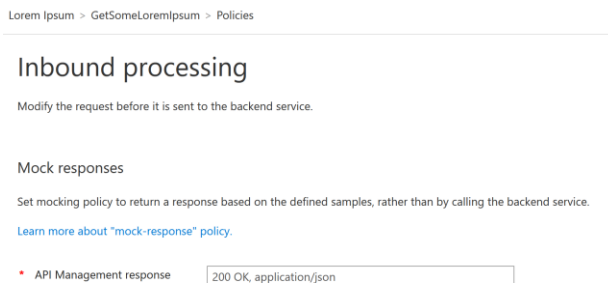 Lorem Ipsum > GetSomeLoremIpsum > Policies
Inbound processing
Modify the request before it is sent to the backend service.
Mock responses
Set mocking policy to return a response based on the defined samples, rather than by calling the backend service.
Learn more about "mock-response" policy.
* API Management response 200 OK, application/json